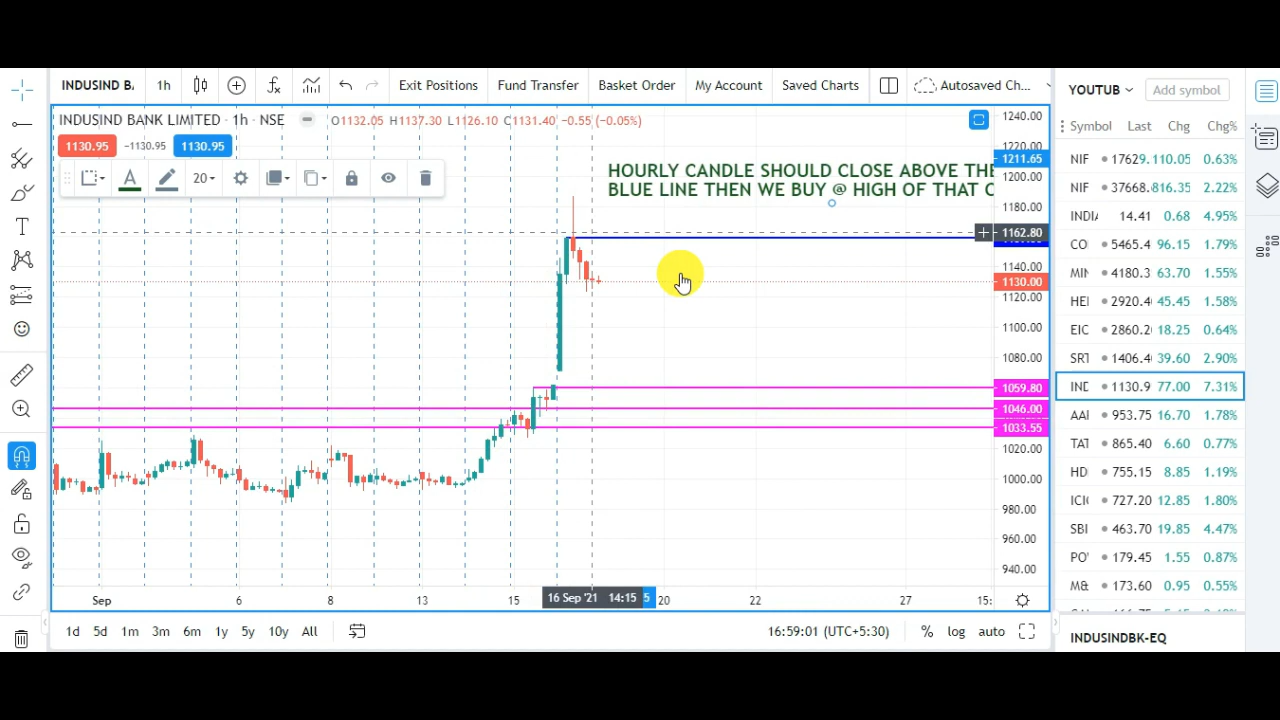 INDUSIND BA
1h
Exit Positions
Fund Transfer
Basket Order
My Account
Saved Charts
Autosaved Ch...
INDUSIND BANK LIMITED · 1h · NSE
O1132.05 H1137.30 L1126.10 C1131.40 -0.55 (-0.05%)
1130.95
-1130.95
1130.95
20
HOURLY CANDLE SHOULD CLOSE ABOVE THE
BLUE LINE THEN WE BUY @ HIGH OF THAT C
1240.00
1220.00
1211.65
1200.00
1180.00
1162.80
1140.00
1130.00
1120.00
1100.00
1080.00
1059.80
1046.00
1033.55
1020.00
1000.00
980.00
960.00
940.00
Sep
6
8
13
15
16 Sep '21 14:15
5
20
22
27
15:
1d 5d 1m 3m 6m 1y 5y 10y All
16:59:01 (UTC+5:30)
%
log
auto
YOUTUB
Add symbol
Symbol Last Chg Chg%
NIF 17629. 110.05 0.63%
NIF 37668. 816.35 2.22%
INDIA 14.41 0.68 4.95%
CO 5465.4 96.15 1.79%
MIN 4180.3 63.70 1.55%
HEI 2920.4 45.45 1.58%
EIC 2860.2 18.25 0.64%
SRT 1406.4 39.60 2.90%
IND 1130.9 77.00 7.31%
AAI 953.75 16.70 1.78%
TAT 865.40 6.60 0.77%
HD 755.15 8.85 1.19%
ICIC 727.20 12.85 1.80%
SBI 463.70 19.85 4.47%
PO' 179.45 1.55 0.87%
M& 173.60 0.95 0.55%
INDUSINDBK-EQ